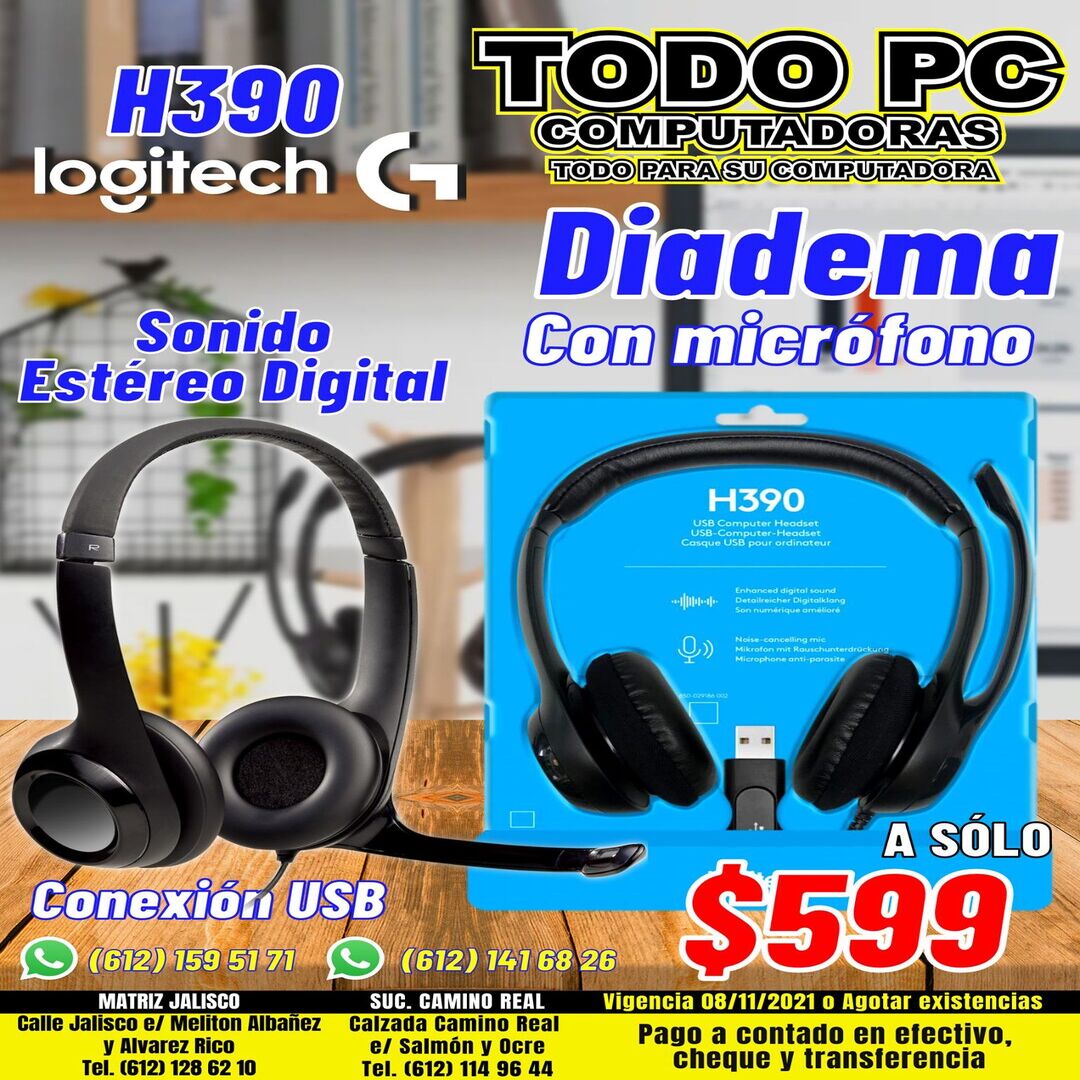 H390
logitech G
TODO PC
COMPUTADORAS
TODO PARA SU COMPUTADORA
Diadema
Con micrófono
Sonido
Estéreo Digital
R
H390
USB Computer Headset
USB-Computer-Headset
Casque USB pour ordinateur
Enhanced digital sound
Detailreicher Digitalklang
Son numérique amélioré
Noise-cancelling mic
Mikrofon mit Rauschunterdrückung
Microphone anti-parasite
A SÓLO
$599
Conexión USB
(612) 159 51 71
(612) 141 68 26
MATRIZ JALISCO
Calle Jalisco e/ Meliton Albañez
y Alvarez Rico
Tel. (612) 128 62 10
SUC. CAMINO REAL
Calzada Camino Real
e/ Salmón y Ocre
Tel. (612) 114 96 44
Vigencia 08/11/2021 o Agotar existencias
Pago a contado en efectivo,
cheque y transferencia